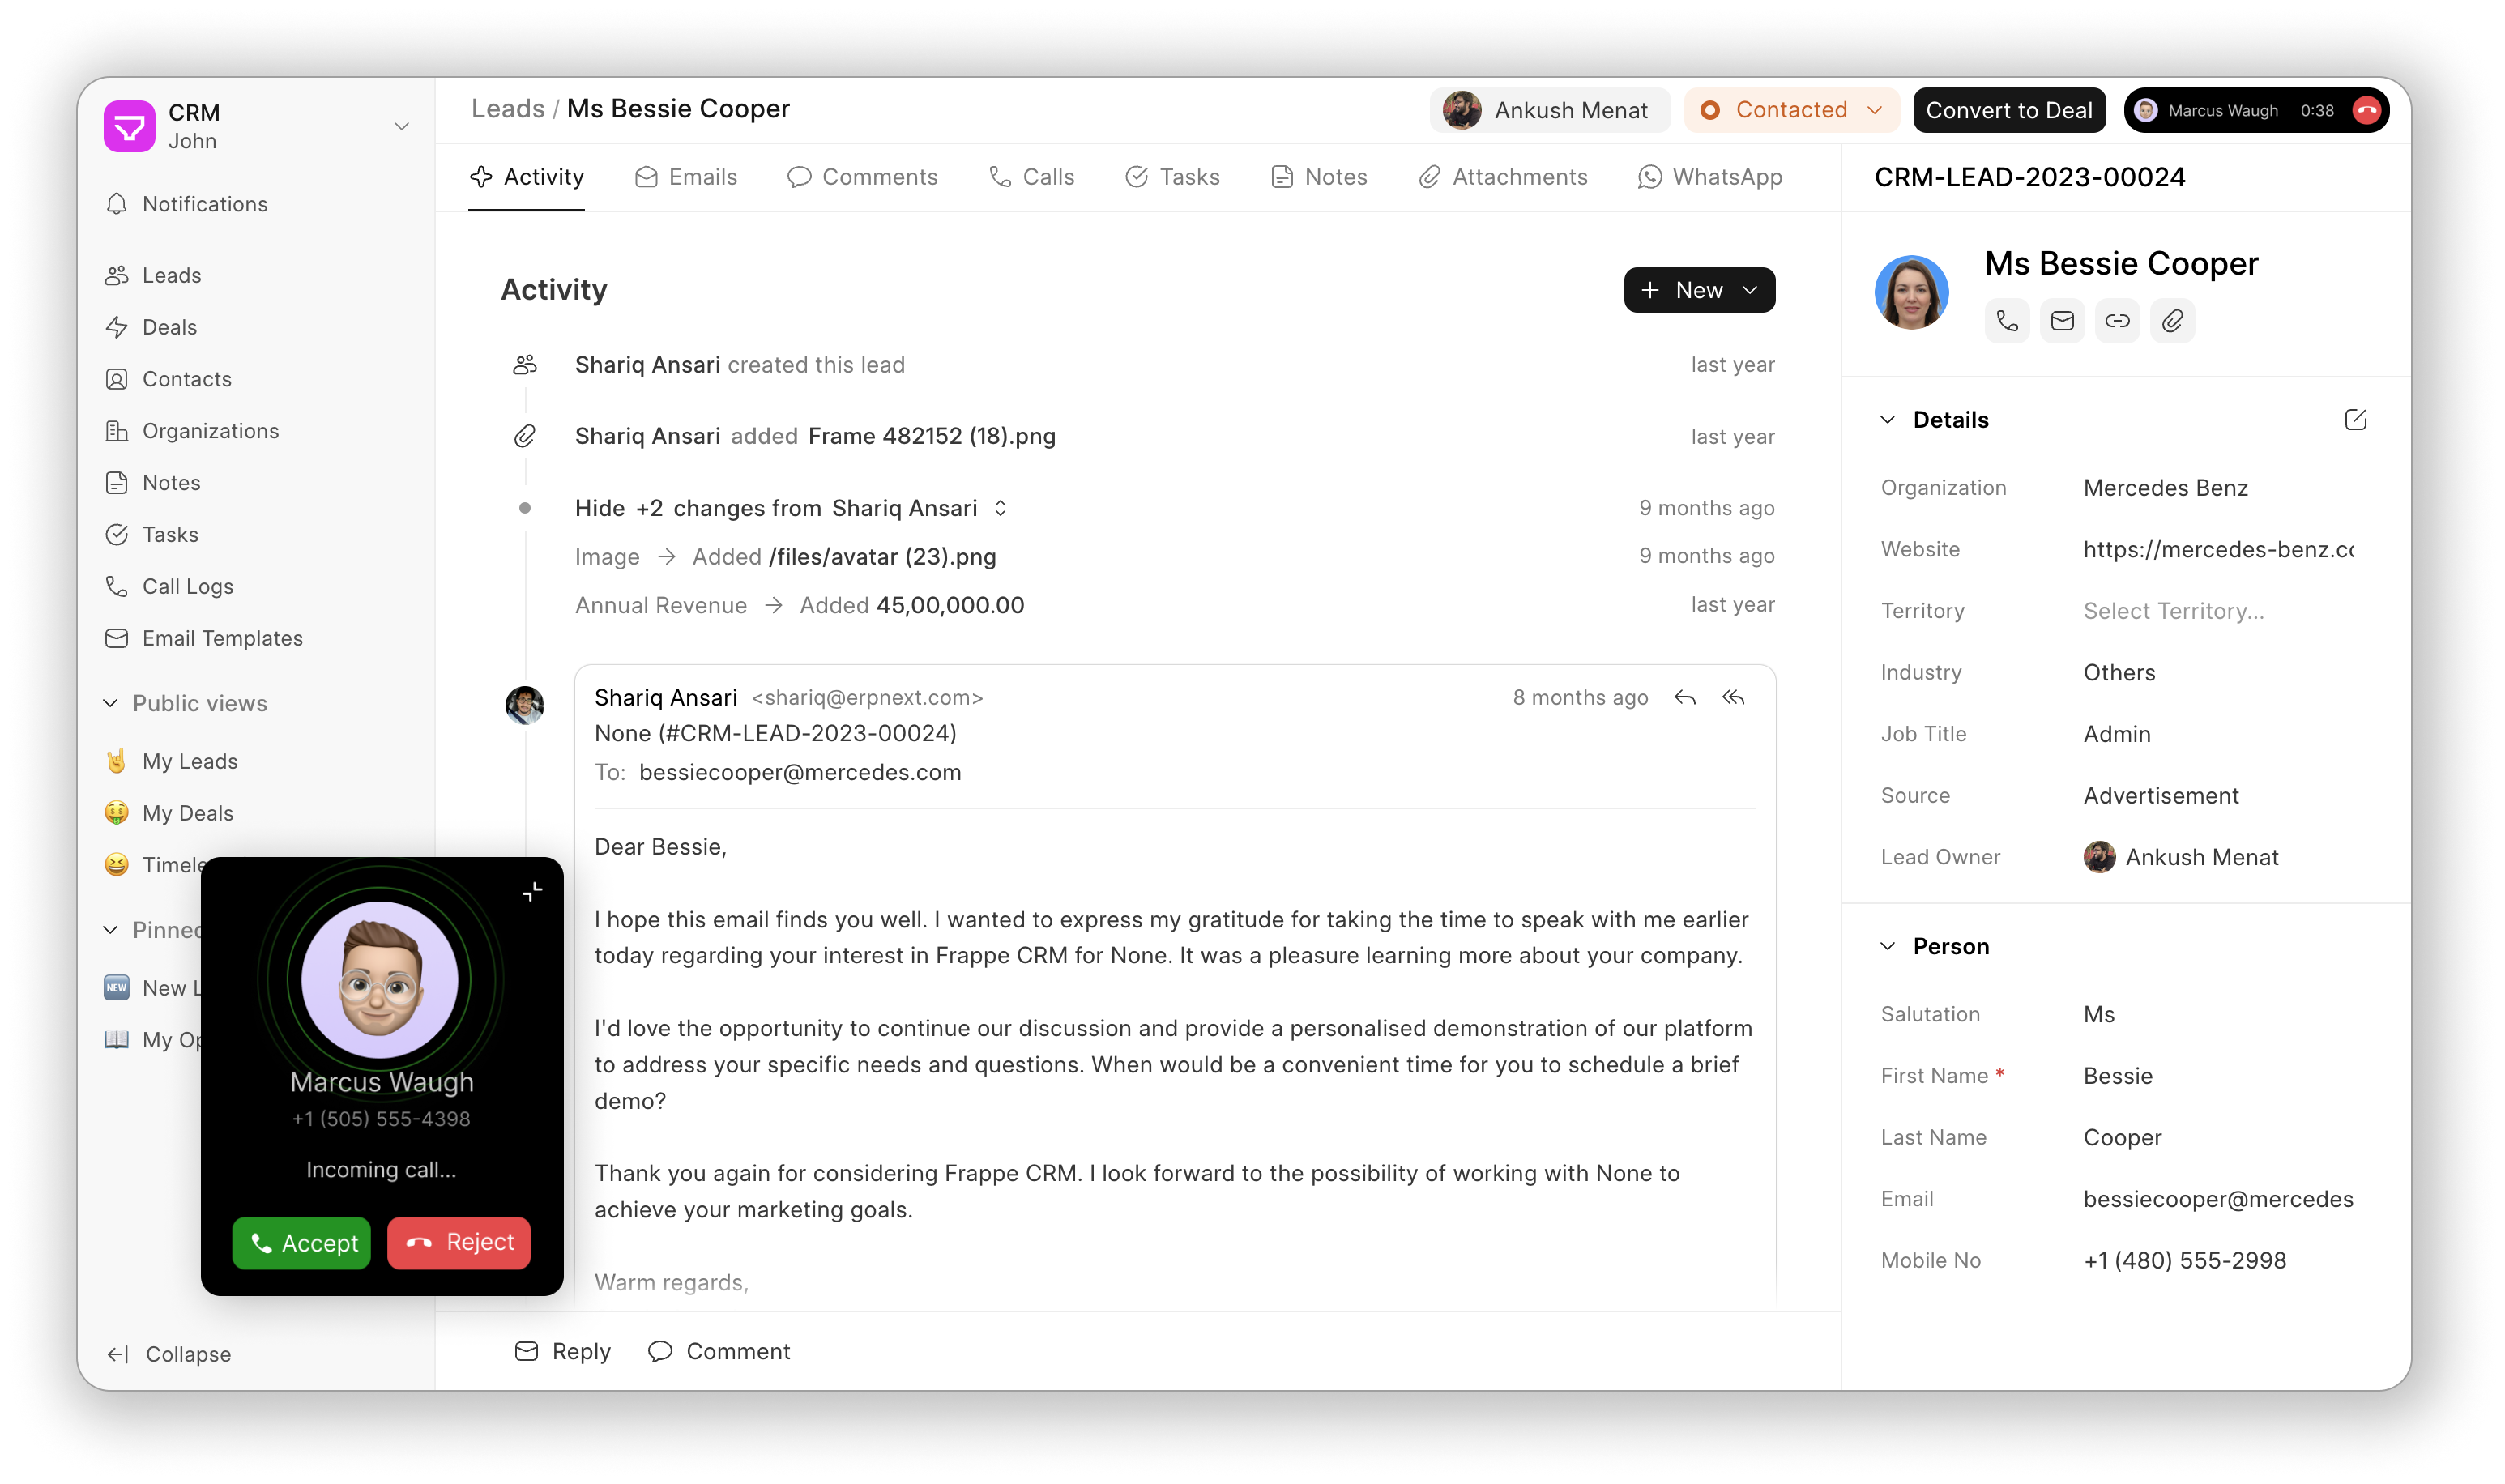 CRM
John
Notifications
Leads
Deals
Contacts
Organizations
Notes
Tasks
Call Logs
Email Templates
Public views
My Leads
My Deals
Timele
Pinned
NEW New L
My Op
Collapse
Marcus Waugh
+1 (505) 555-4398
Incoming call...
Accept Reject
Leads / Ms Bessie Cooper
Ankush Menat
Contacted
Convert to Deal
Marcus Waugh 0:38
Activity Emails Comments Calls Tasks Notes Attachments WhatsApp
Activity
New
Shariq Ansari created this lead last year
Shariq Ansari added Frame 482152 (18).png last year
Hide +2 changes from Shariq Ansari 9 months ago
Image → Added /files/avatar (23).png 9 months ago
Annual Revenue → Added 45,00,000.00 last year
Shariq Ansari <shariq@erpnext.com> 8 months ago
None (#CRM-LEAD-2023-00024)
To: bessiecooper@mercedes.com
Dear Bessie,
I hope this email finds you well. I wanted to express my gratitude for taking the time to speak with me earlier
today regarding your interest in Frappe CRM for None. It was a pleasure learning more about your company.
I'd love the opportunity to continue our discussion and provide a personalised demonstration of our platform
to address your specific needs and questions. When would be a convenient time for you to schedule a brief
demo?
Thank you again for considering Frappe CRM. I look forward to the possibility of working with None to
achieve your marketing goals.
Warm regards,
Reply Comment
CRM-LEAD-2023-00024
Ms Bessie Cooper
Details
Organization Mercedes Benz
Website https://mercedes-benz.cc
Territory Select Territory...
Industry Others
Job Title Admin
Source Advertisement
Lead Owner Ankush Menat
Person
Salutation Ms
First Name * Bessie
Last Name Cooper
Email bessiecooper@mercedes
Mobile No +1 (480) 555-2998